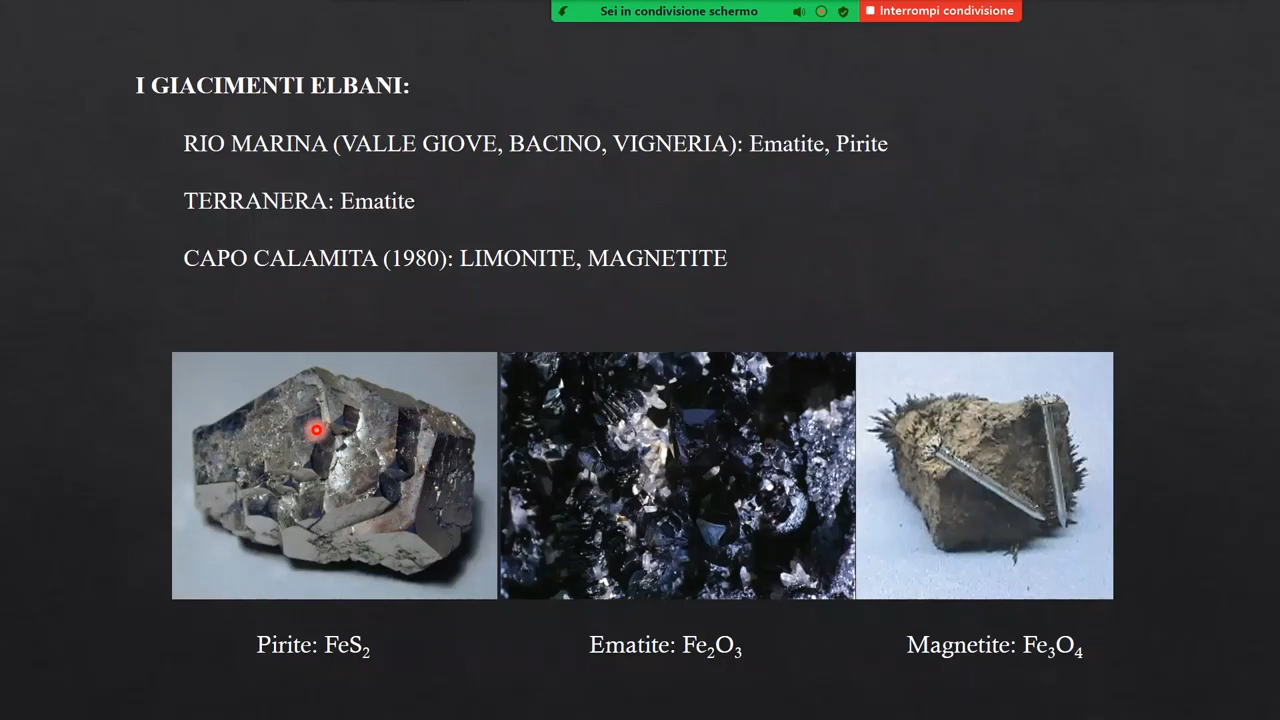 Sei in condivisione schermo
Interrompi condivisione
I GIACIMENTI ELBANI:
RIO MARINA (VALLE GIOVE, BACINO, VIGNERIA): Ematite, Pirite
TERRANERA: Ematite
CAPO CALAMITA (1980): LIMONITE, MAGNETITE
Pirite: FeS₂
Ematite: Fe₂O₃
Magnetite: Fe₃O₄